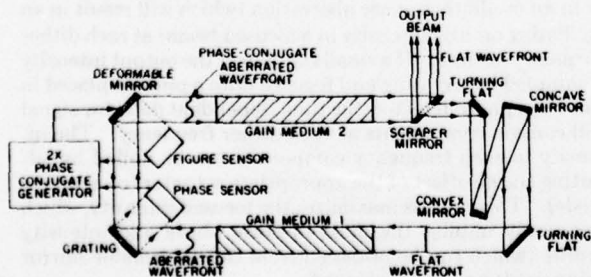 OUTPUT
BEAM
PHASE-CONJUGATE
ABERRATED
WAVEFRONT
FLAT WAVEFRONT
DEFORMABLE
MIRROR
TURNING
FLAT
CONCAVE
MIRROR
GAIN MEDIUM 2
SCRAPER
MIRROR
2X
PHASE
CONJUGATE
GENERATOR
FIGURE SENSOR
PHASE SENSOR
CONVEX
MIRROR
GAIN MEDIUM 1
GRATING
ABERRATED
WAVEFRONT
FLAT
WAVEFRONT
TURNING
FLAT